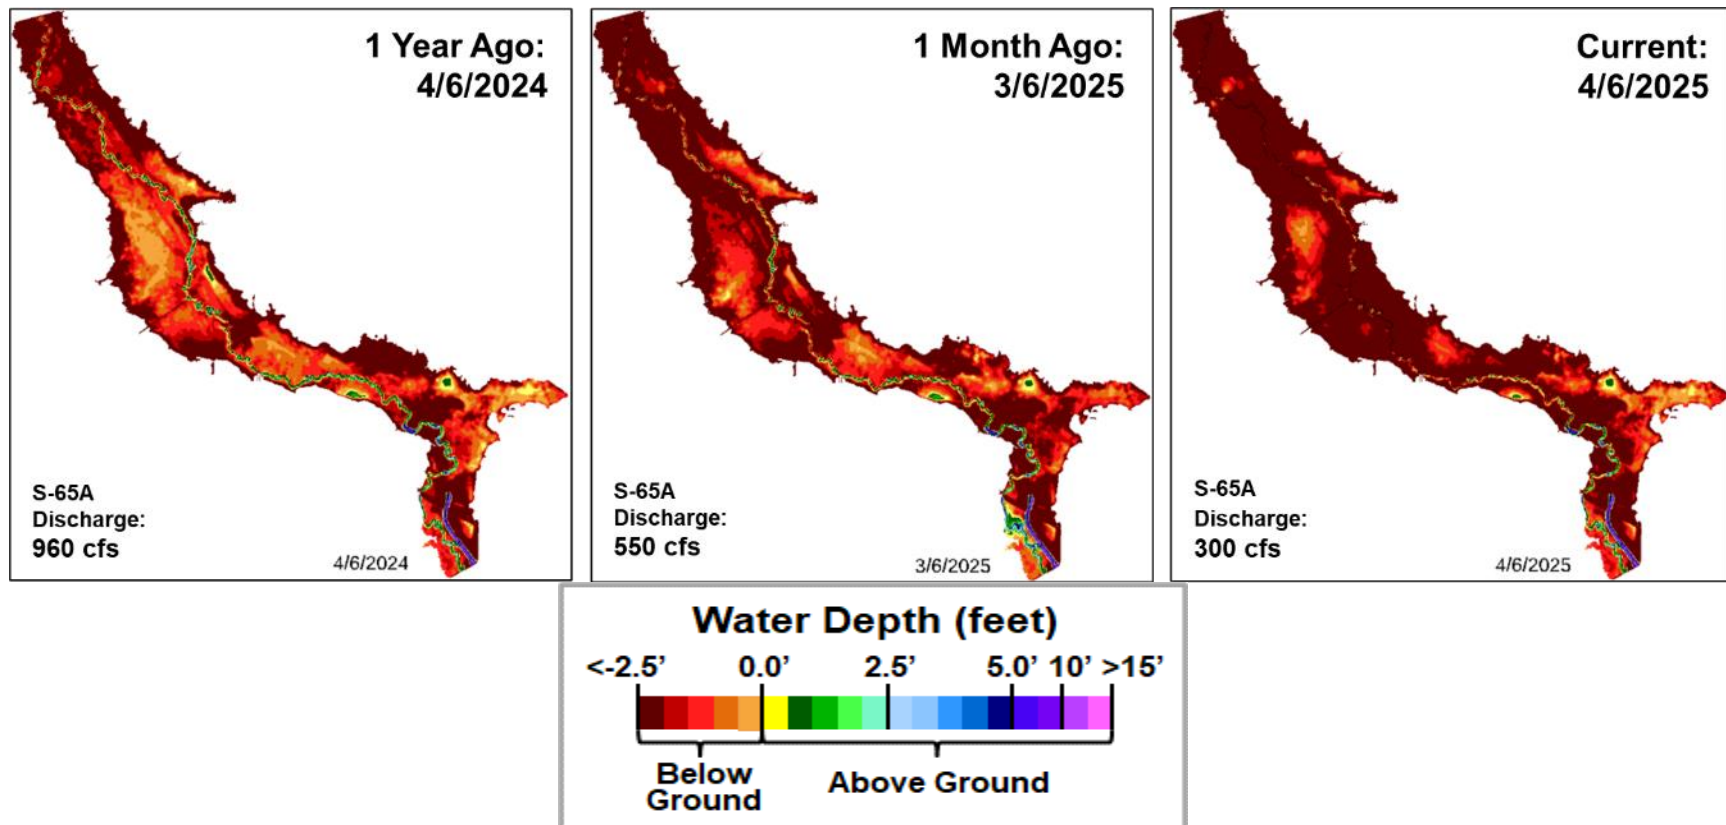 1 Year Ago:
4/6/2024
S-65A
Discharge:
960 cfs
4/6/2024
1 Month Ago:
3/6/2025
S-65A
Discharge:
550 cfs
3/6/2025
Current:
4/6/2025
S-65A
Discharge:
300 cfs
4/6/2025
Water Depth (feet)
<-2.5’ 0.0’ 2.5’ 5.0’ 10’ >15’
Below
Ground
Above Ground